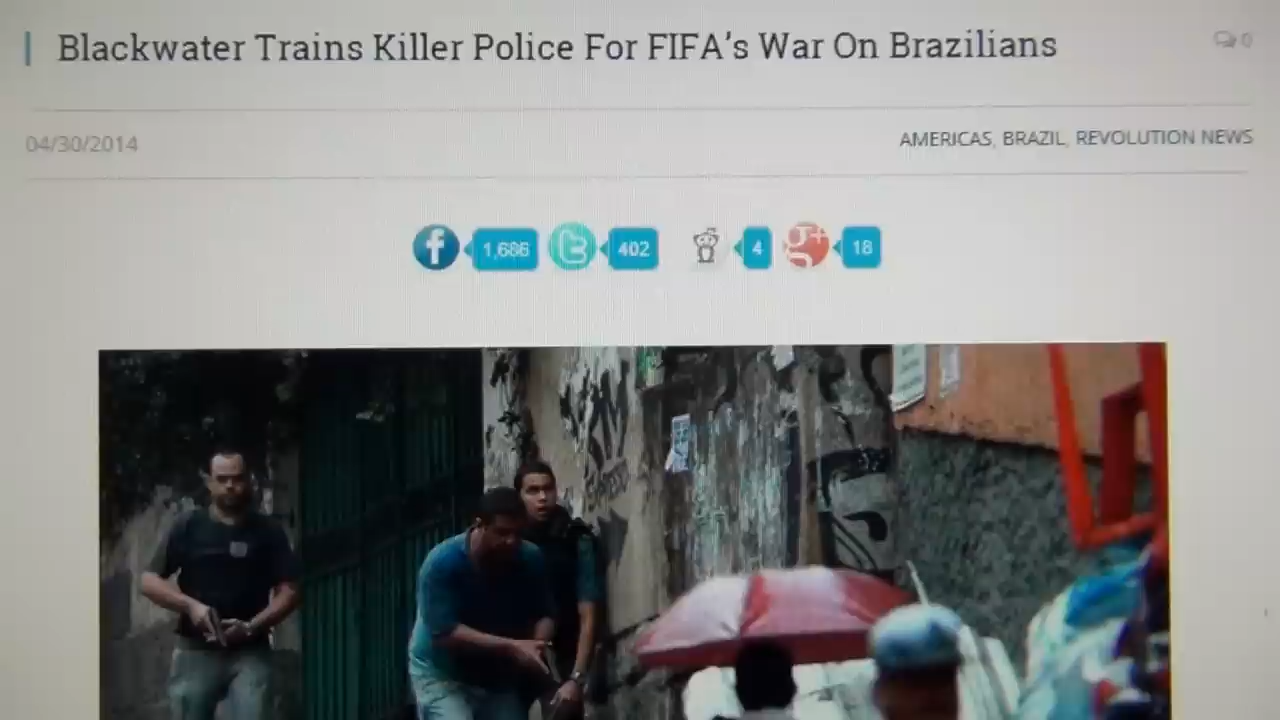 Blackwater Trains Killer Police For FIFA's War On Brazilians
0
04/30/2014
AMERICAS, BRAZIL, REVOLUTION NEWS
f 1,686 t 402 4 g+ 18